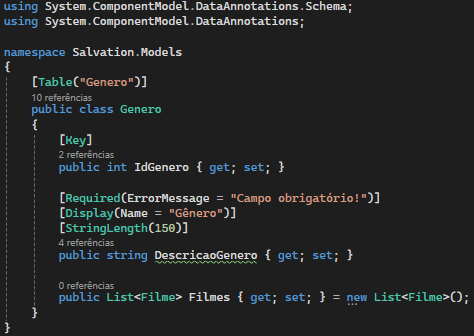 using System.ComponentModel.DataAnnotations.Schema;
using System.ComponentModel.DataAnnotations;
namespace Salvation.Models
{
[Table("Genero")]
10 referências
public class Genero
{
[Key]
2 referências
public int IdGenero { get; set; }
[Required(ErrorMessage = "Campo obrigatório!")]
[Display(Name = "Gênero")]
[StringLength(150)]
4 referências
public string DescricaoGenero { get; set; }
0 referências
public List<Filme> Filmes { get; set; } = new List<Filme>();
}
}